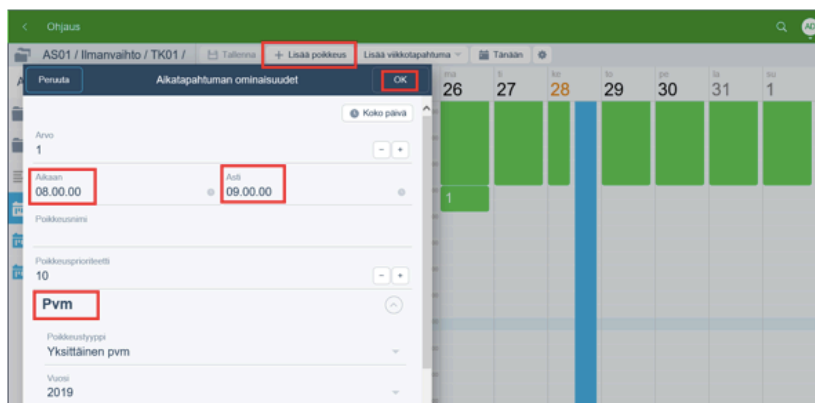 Ohjaus
AD
AS01 / Ilmanvaihto / TK01 / Tallenna + Lisää poikkeus Lisää viikkotapahtuma Tänään
Peruuta Aikatapahtuman ominaisuudet OK
ma ti ke to pe la su
26 27 28 29 30 31 1
Koko päivä
Arvo
1 - +
Aikaan Asti
08.00.00 09.00.00
1
Poikkeusnimi
Poikkeusprioriteetti
10 - +
Pvm
Poikkeustyyppi
Yksittäinen pvm
Vuosi
2019